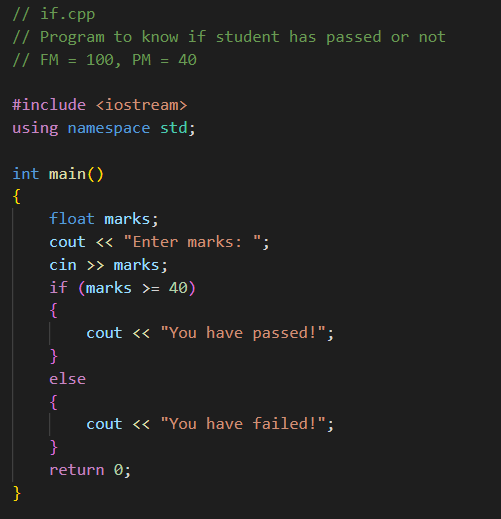 // if.cpp
// Program to know if student has passed or not
// FM = 100, PM = 40

#include <iostream>
using namespace std;

int main()
{
    float marks;
    cout << "Enter marks: ";
    cin >> marks;
    if (marks >= 40)
    {
        cout << "You have passed!";
    }
    else
    {
        cout << "You have failed!";
    }
    return 0;
}